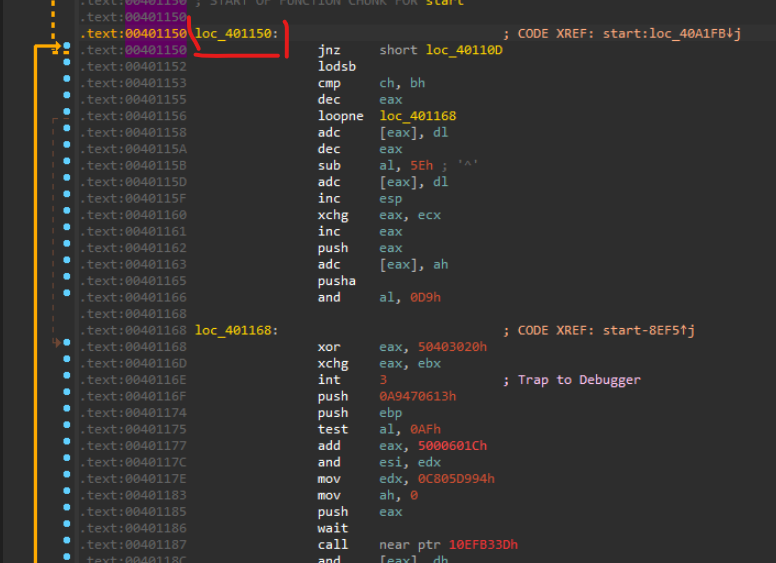 .text:00401150 ; START OF FUNCTION CHUNK FOR start
.text:00401150
.text:00401150 loc_401150: ; CODE XREF: start:loc_40A1FB↓j
.text:00401150 jnz short loc_40110D
.text:00401152 lodsb
.text:00401153 cmp ch, bh
.text:00401155 dec eax
.text:00401156 loopne loc_401168
.text:00401158 adc [eax], dl
.text:0040115A dec eax
.text:0040115B sub al, 5Eh ; '^'
.text:0040115D adc [eax], dl
.text:0040115F inc esp
.text:00401160 xchg eax, ecx
.text:00401161 inc eax
.text:00401162 push eax
.text:00401163 adc [eax], ah
.text:00401165 pusha
.text:00401166 and al, 0D9h
.text:00401168
.text:00401168 loc_401168: ; CODE XREF: start-8EF5↑j
.text:00401168 xor eax, 50403020h
.text:0040116D xchg eax, ebx
.text:0040116E int 3 ; Trap to Debugger
.text:0040116F push 0A9470613h
.text:00401174 push ebp
.text:00401175 test al, 0AFh
.text:00401177 add eax, 5000601Ch
.text:0040117C and esi, edx
.text:0040117E mov edx, 0C805D994h
.text:00401183 mov ah, 0
.text:00401185 push eax
.text:00401186 wait
.text:00401187 call near ptr 10EFB33Dh
.text:0040118C and [eax], dh